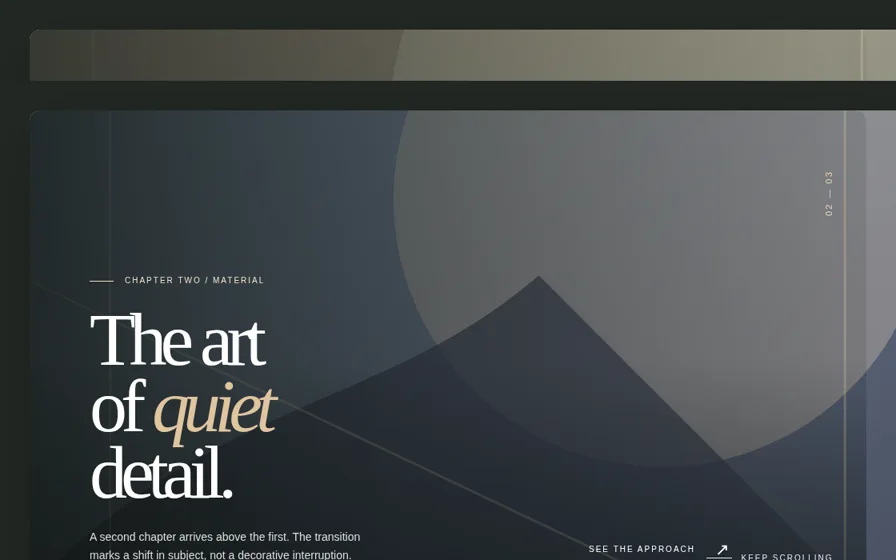 02 — 03
CHAPTER TWO / MATERIAL
The art
of quiet
detail.
A second chapter arrives above the first. The transition
marks a shift in subject, not a decorative interruption.
SEE THE APPROACH ↗
KEEP SCROLLING